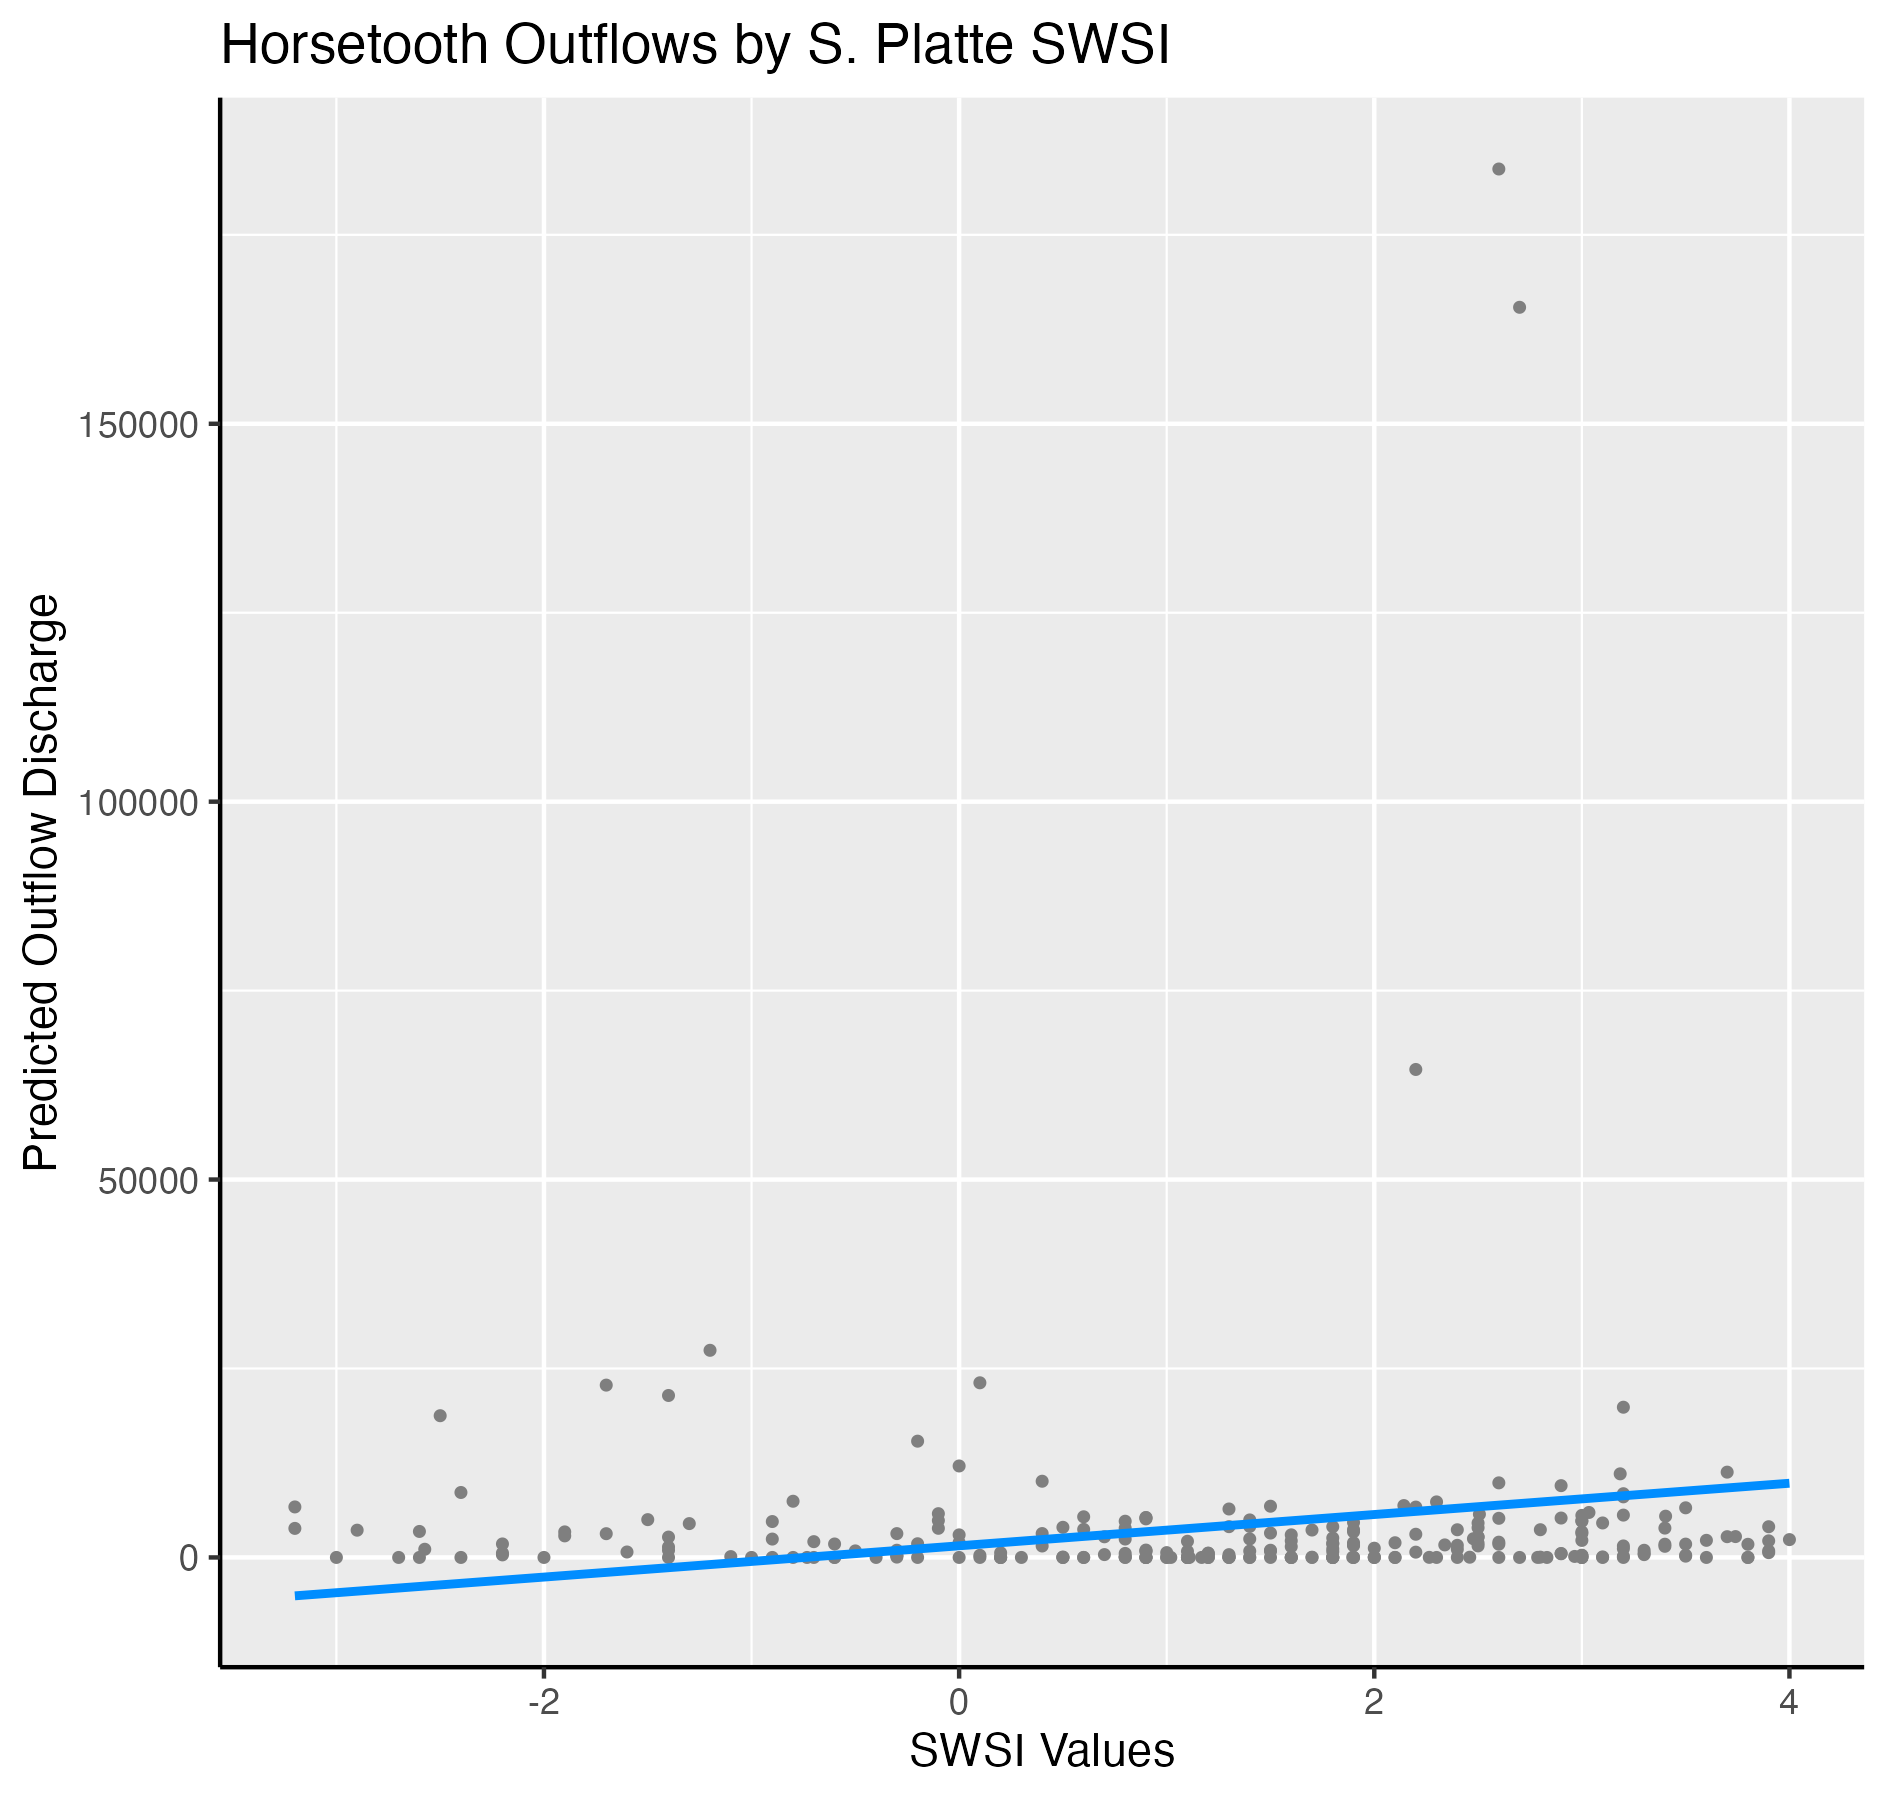 Horsetooth Outflows by S. Platte SWSI
Predicted Outflow Discharge
150000
100000
50000
0
-2
0
2
4
SWSI Values